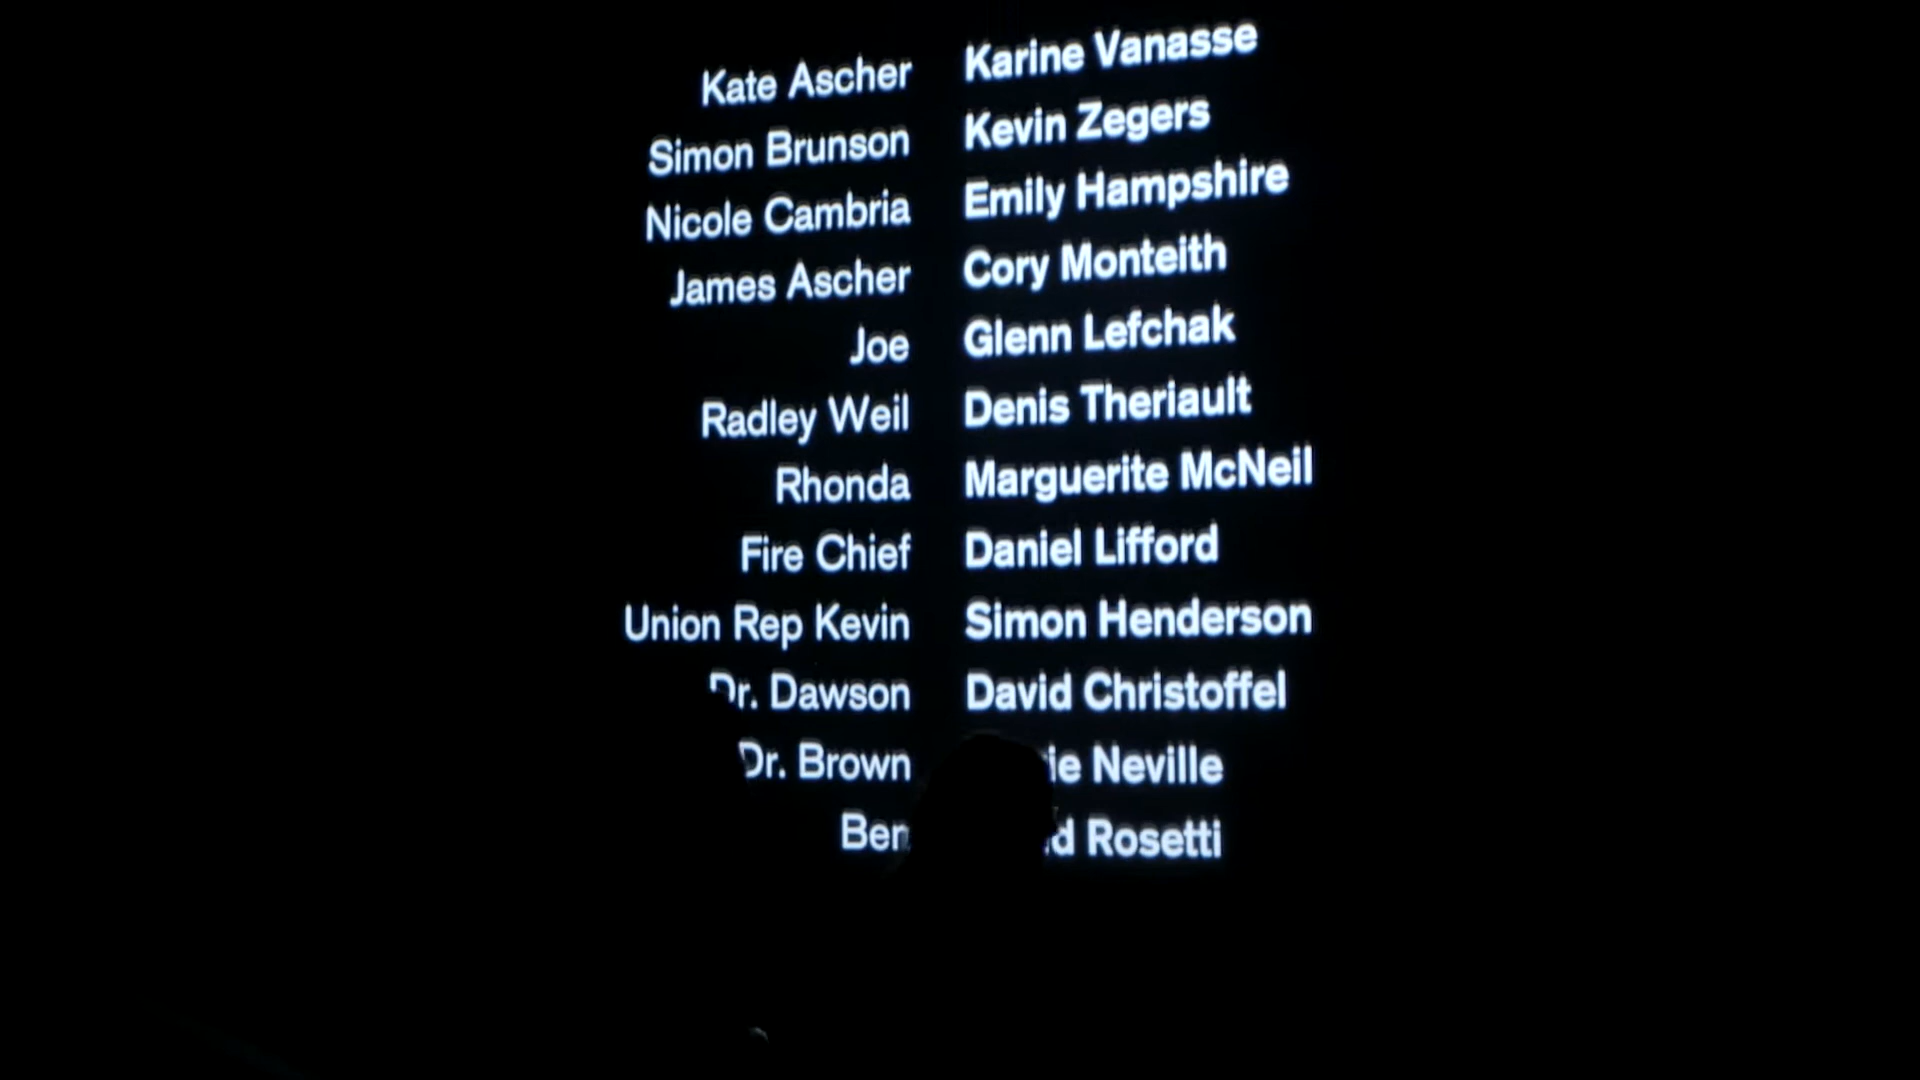 Kate Ascher Karine Vanasse
Simon Brunson Kevin Zegers
Nicole Cambria Emily Hampshire
James Ascher Cory Monteith
Joe Glenn Lefchak
Radley Weil Denis Theriault
Rhonda Marguerite McNeil
Fire Chief Daniel Lifford
Union Rep Kevin Simon Henderson
Dr. Dawson David Christoffel
Dr. Brown Neville
Ben Rosetti